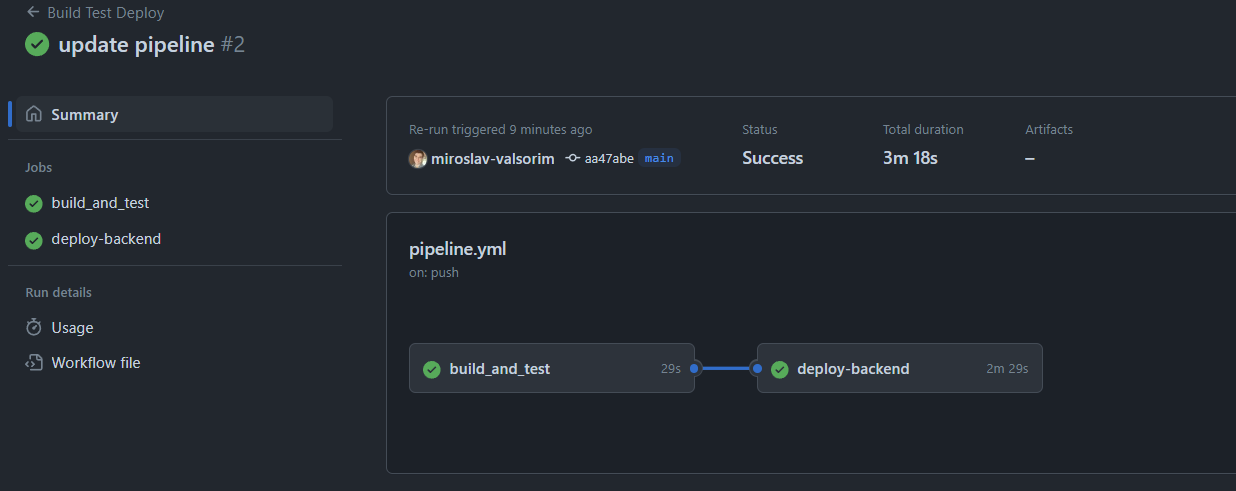 Build Test Deploy
update pipeline #2
Summary
Jobs
build_and_test
deploy-backend
Run details
Usage
Workflow file
Re-run triggered 9 minutes ago
miroslav-valsorim aa47abe main
Status
Success
Total duration
3m 18s
Artifacts
–
pipeline.yml
on: push
build_and_test 29s
deploy-backend 2m 29s